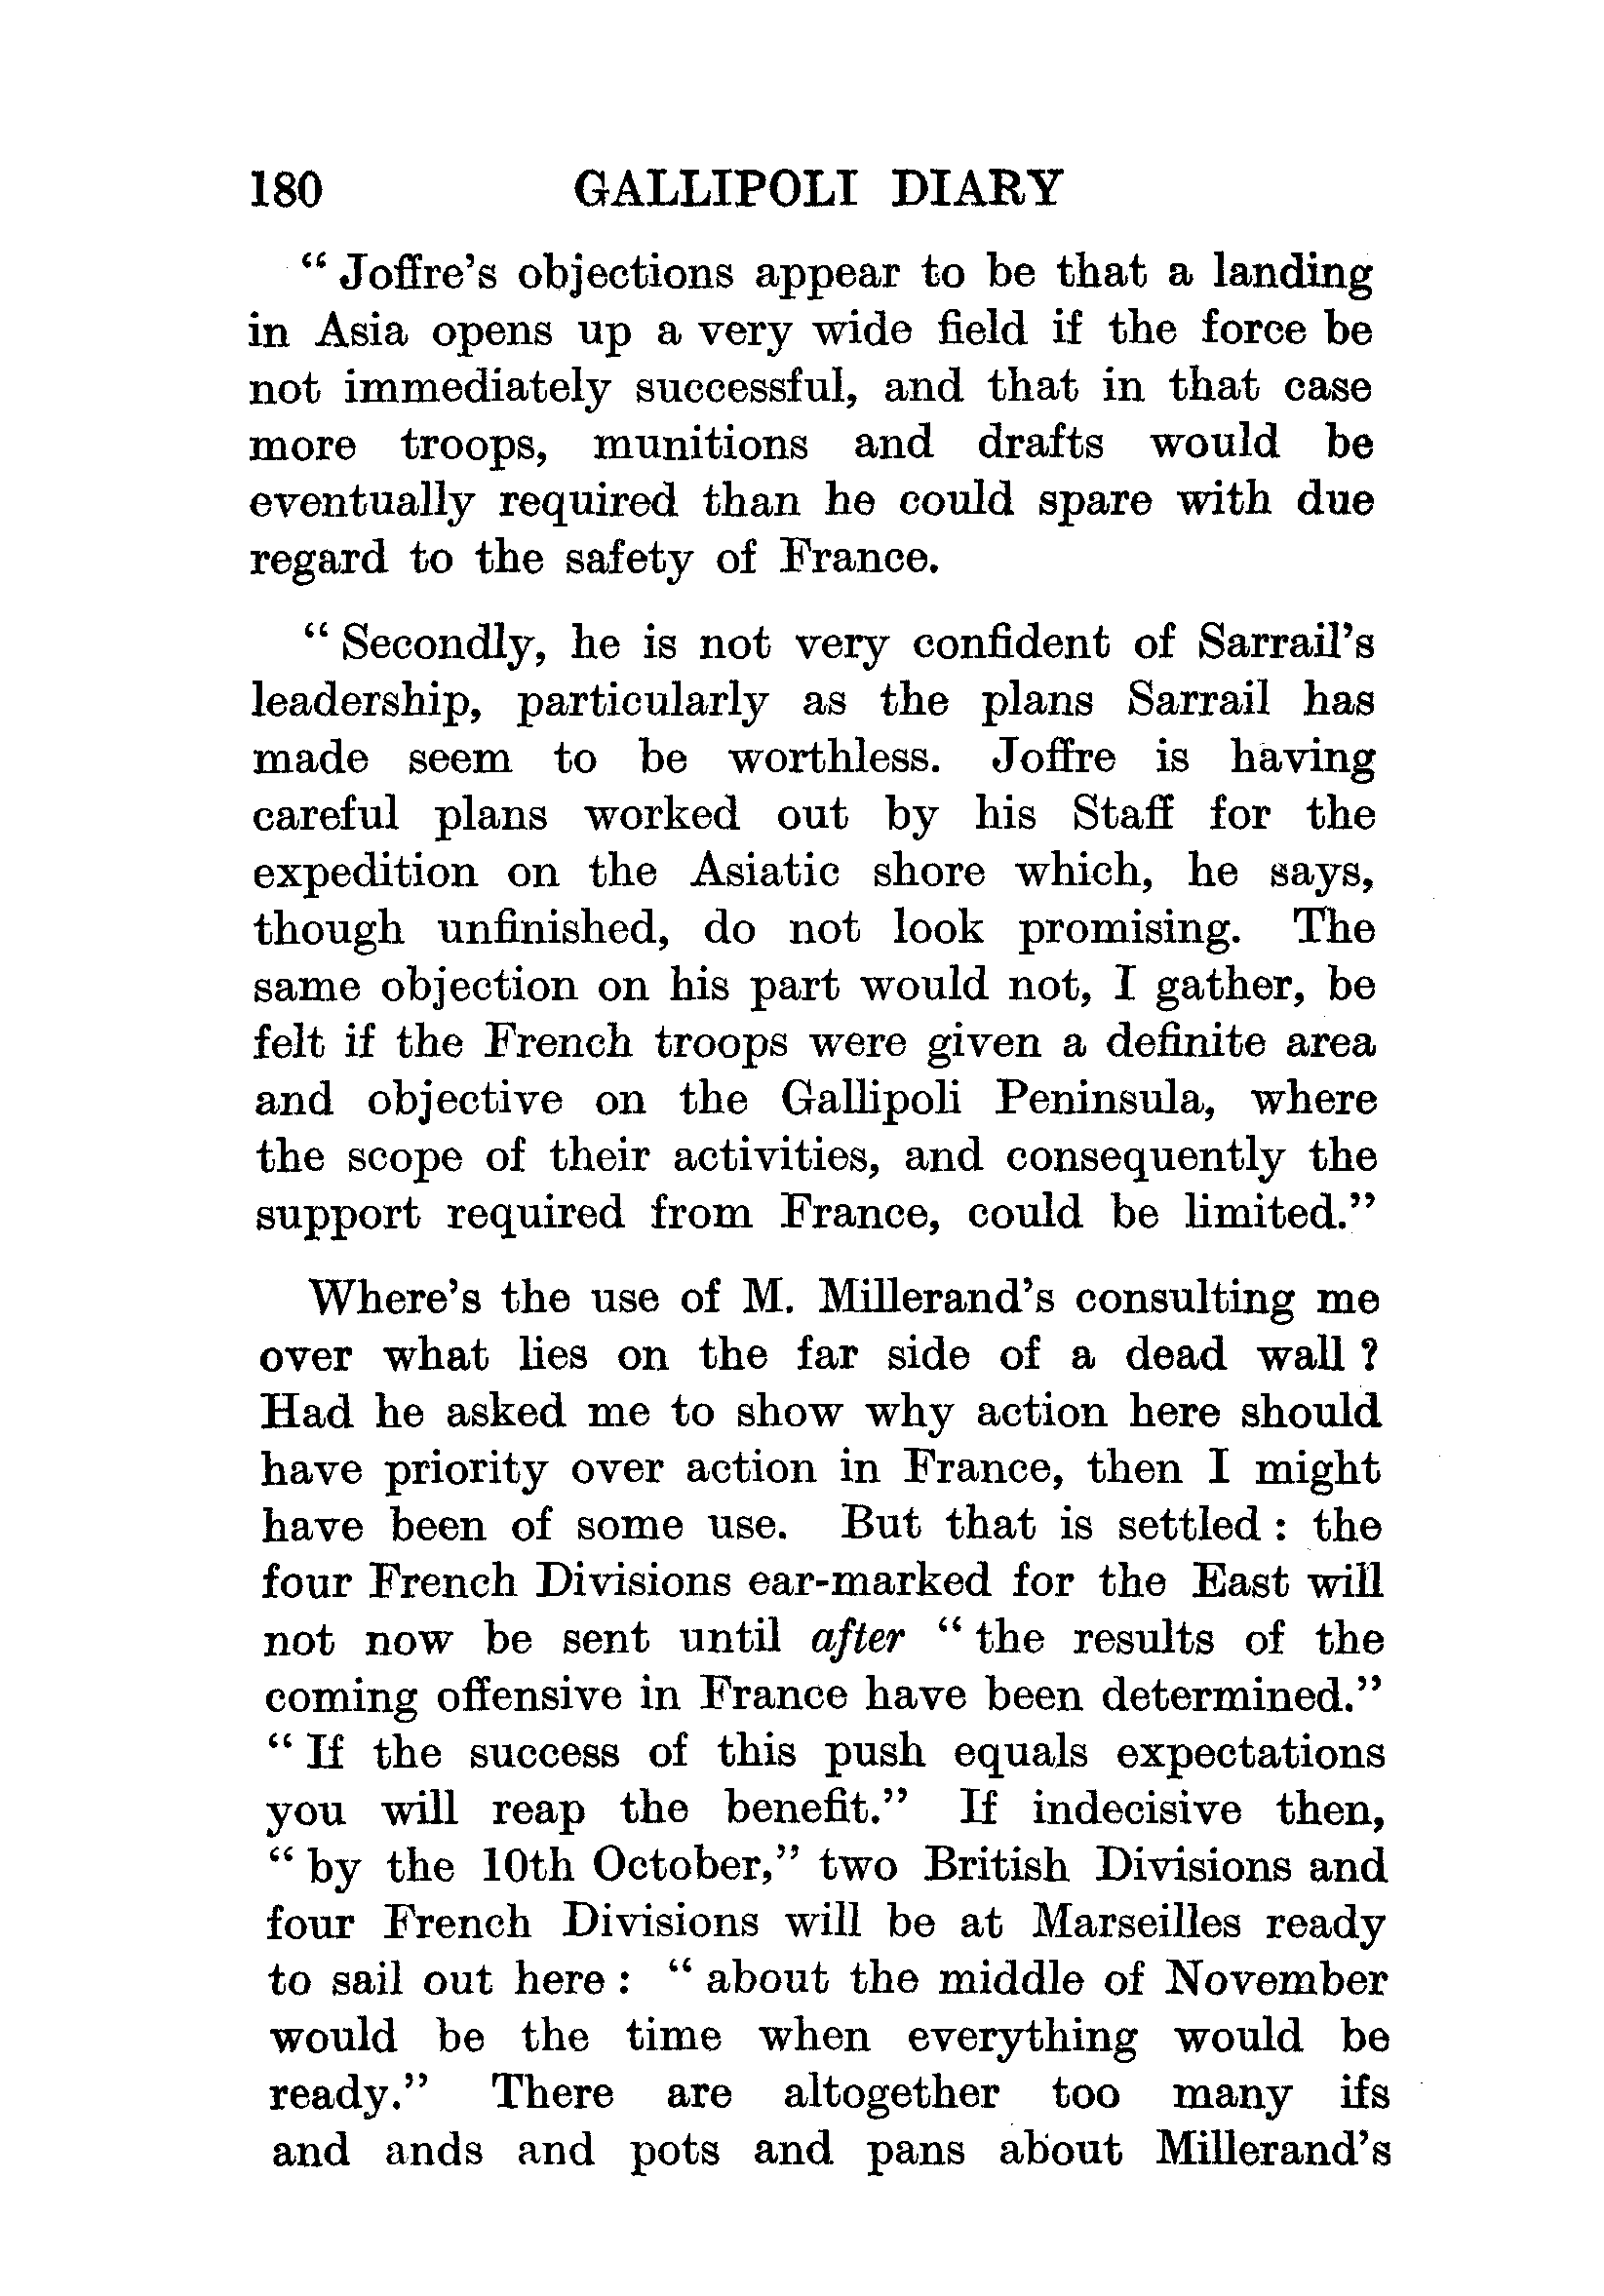 180 GALLIPOLI DIARY
“ Joffre’s objections appear to be that a landing
in Asia opens up a very wide field if the force be
not immediately successful, and that in that case
more troops, munitions and drafts would be
eventually required than he could spare with due
regard to the safety of France.
“ Secondly, he is not very confident of Sarrail’s
leadership, particularly as the plans Sarrail has
made seem to be worthless. Joffre is having
careful plans worked out by his Staff for the
expedition on the Asiatic shore which, he says,
though unfinished, do not look promising. The
same objection on his part would not, I gather, be
felt if the French troops were given a definite area
and objective on the Gallipoli Peninsula, where
the scope of their activities, and consequently the
support required from France, could be limited.”
Where’s the use of M. Millerand’s consulting me
over what lies on the far side of a dead wall ?
Had he asked me to show why action here should
have priority over action in France, then I might
have been of some use. But that is settled : the
four French Divisions ear-marked for the East will
not now be sent until after “ the results of the
coming offensive in France have been determined.”
“ If the success of this push equals expectations
you will reap the benefit.” If indecisive then,
“ by the 10th October,” two British Divisions and
four French Divisions will be at Marseilles ready
to sail out here : “ about the middle of November
would be the time when everything would be
ready.” There are altogether too many ifs
and ands and pots and pans about Millerand’s